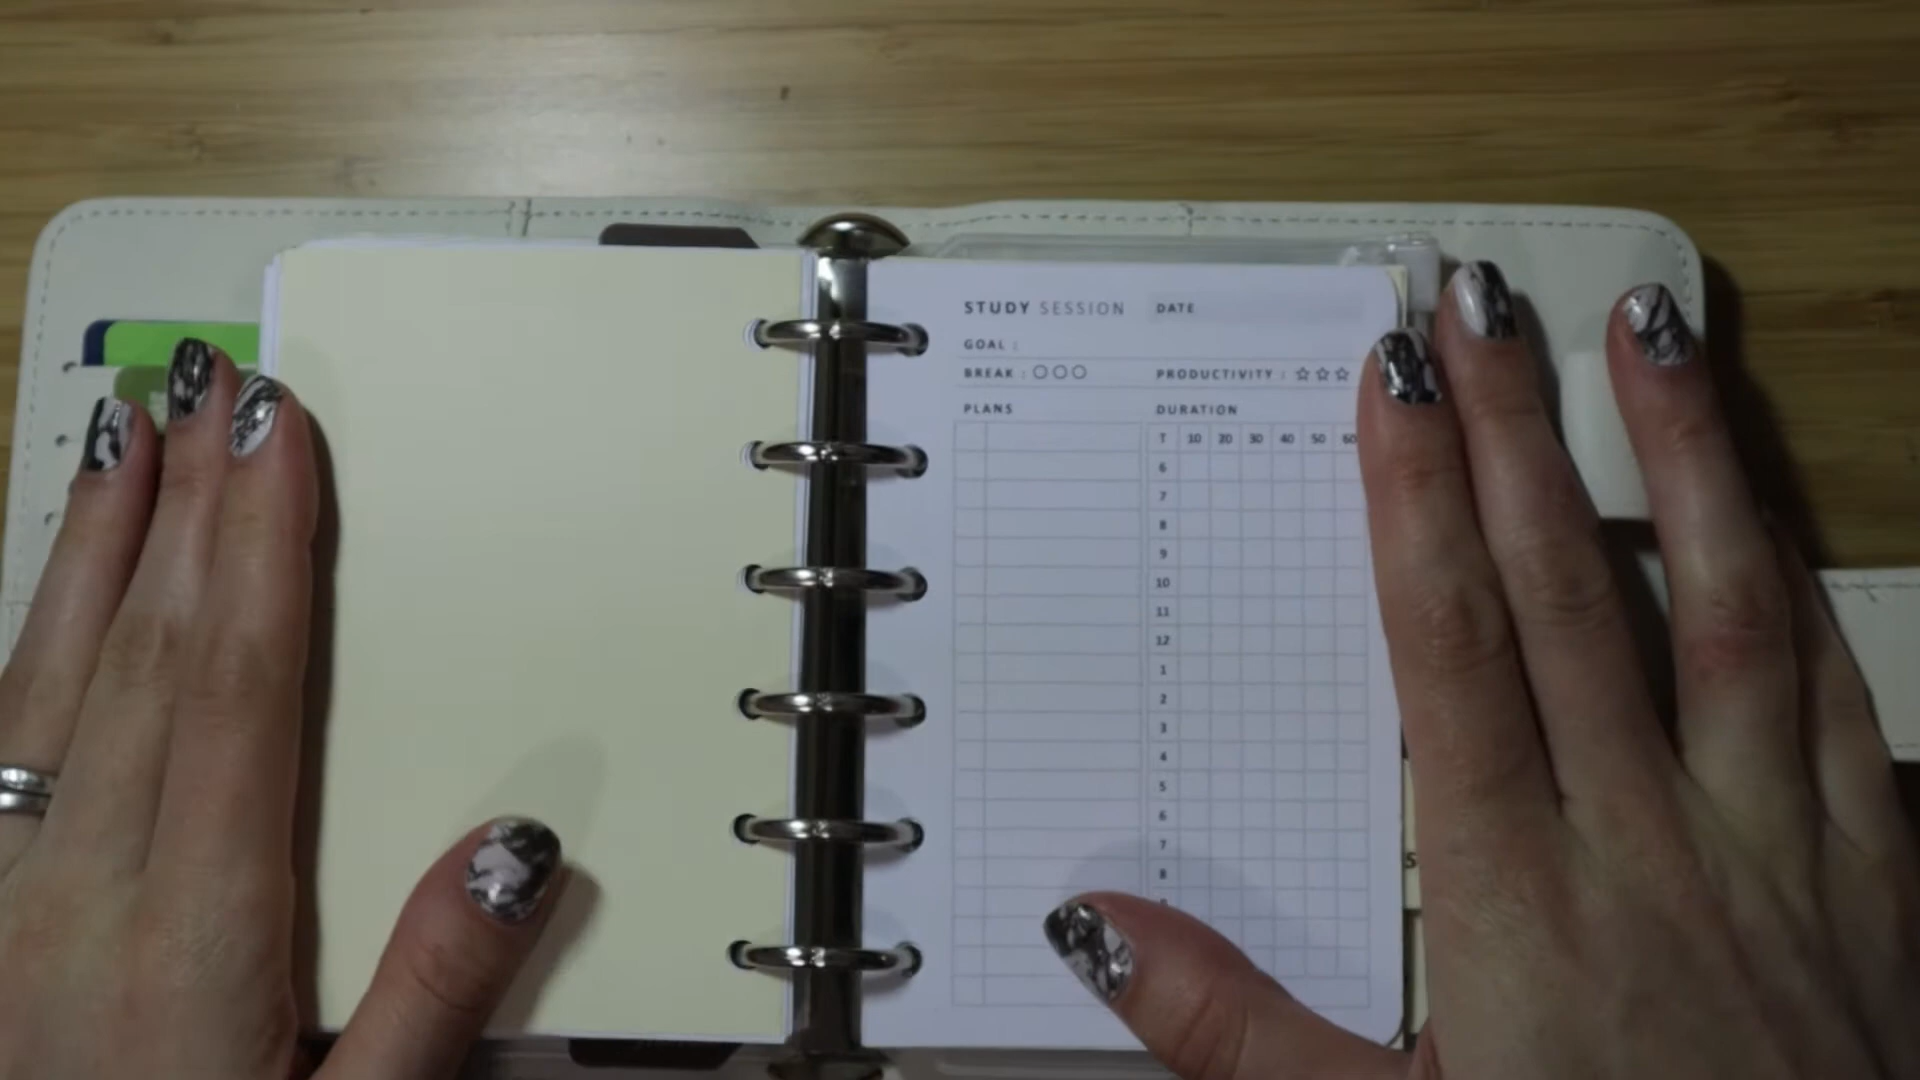 STUDY SESSION DATE
GOAL :
BREAK : PRODUCTIVITY :
PLANS DURATION
T 10 20 30 40 50 60
6
7
8
9
10
11
12
1
2
3
4
5
6
7
8
9
S